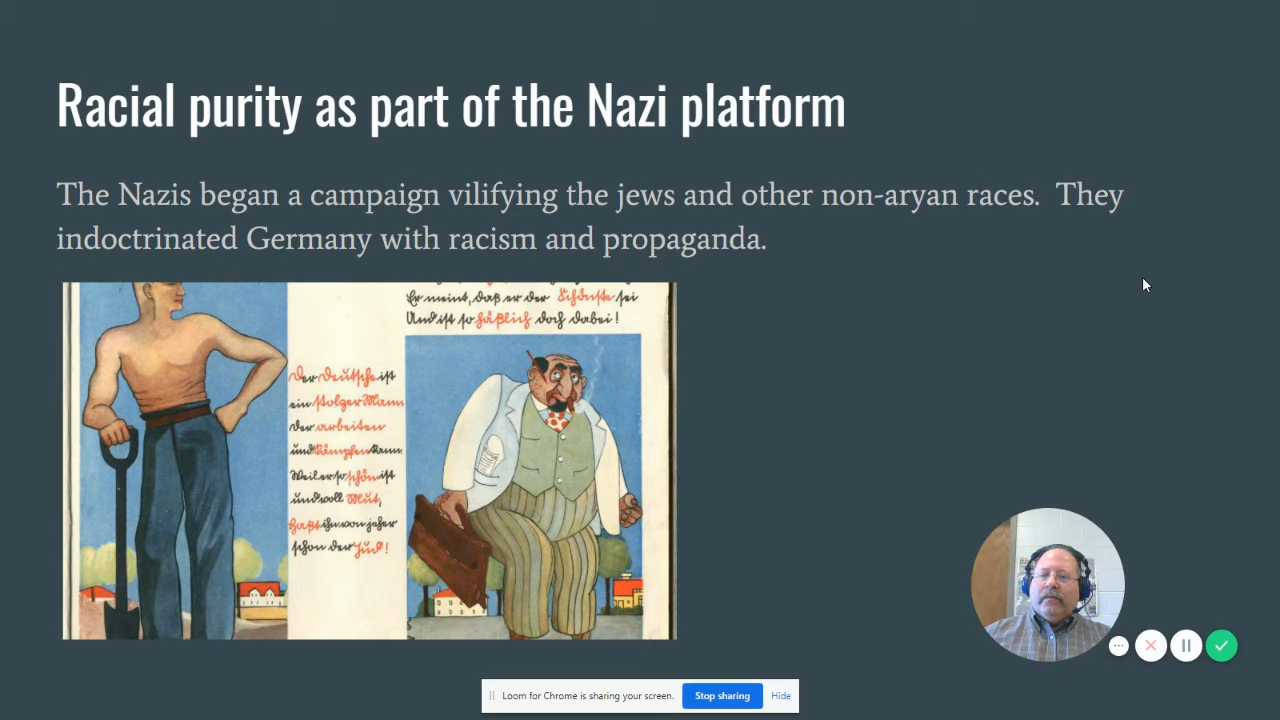 Racial purity as part of the Nazi platform
The Nazis began a campaign vilifying the jews and other non-aryan races. They
indoctrinated Germany with racism and propaganda.
Er meint, daß er der Schönste sei
Und ist so häßlich doch dabei!
Der Deutsche ist
ein stolzer Mann
der arbeiten
und kämpfen kann.
Weil er so schön ist
und voll Mut,
haßt ihn von jeher
schon der Jud!
Loom for Chrome is sharing your screen.
Stop sharing
Hide